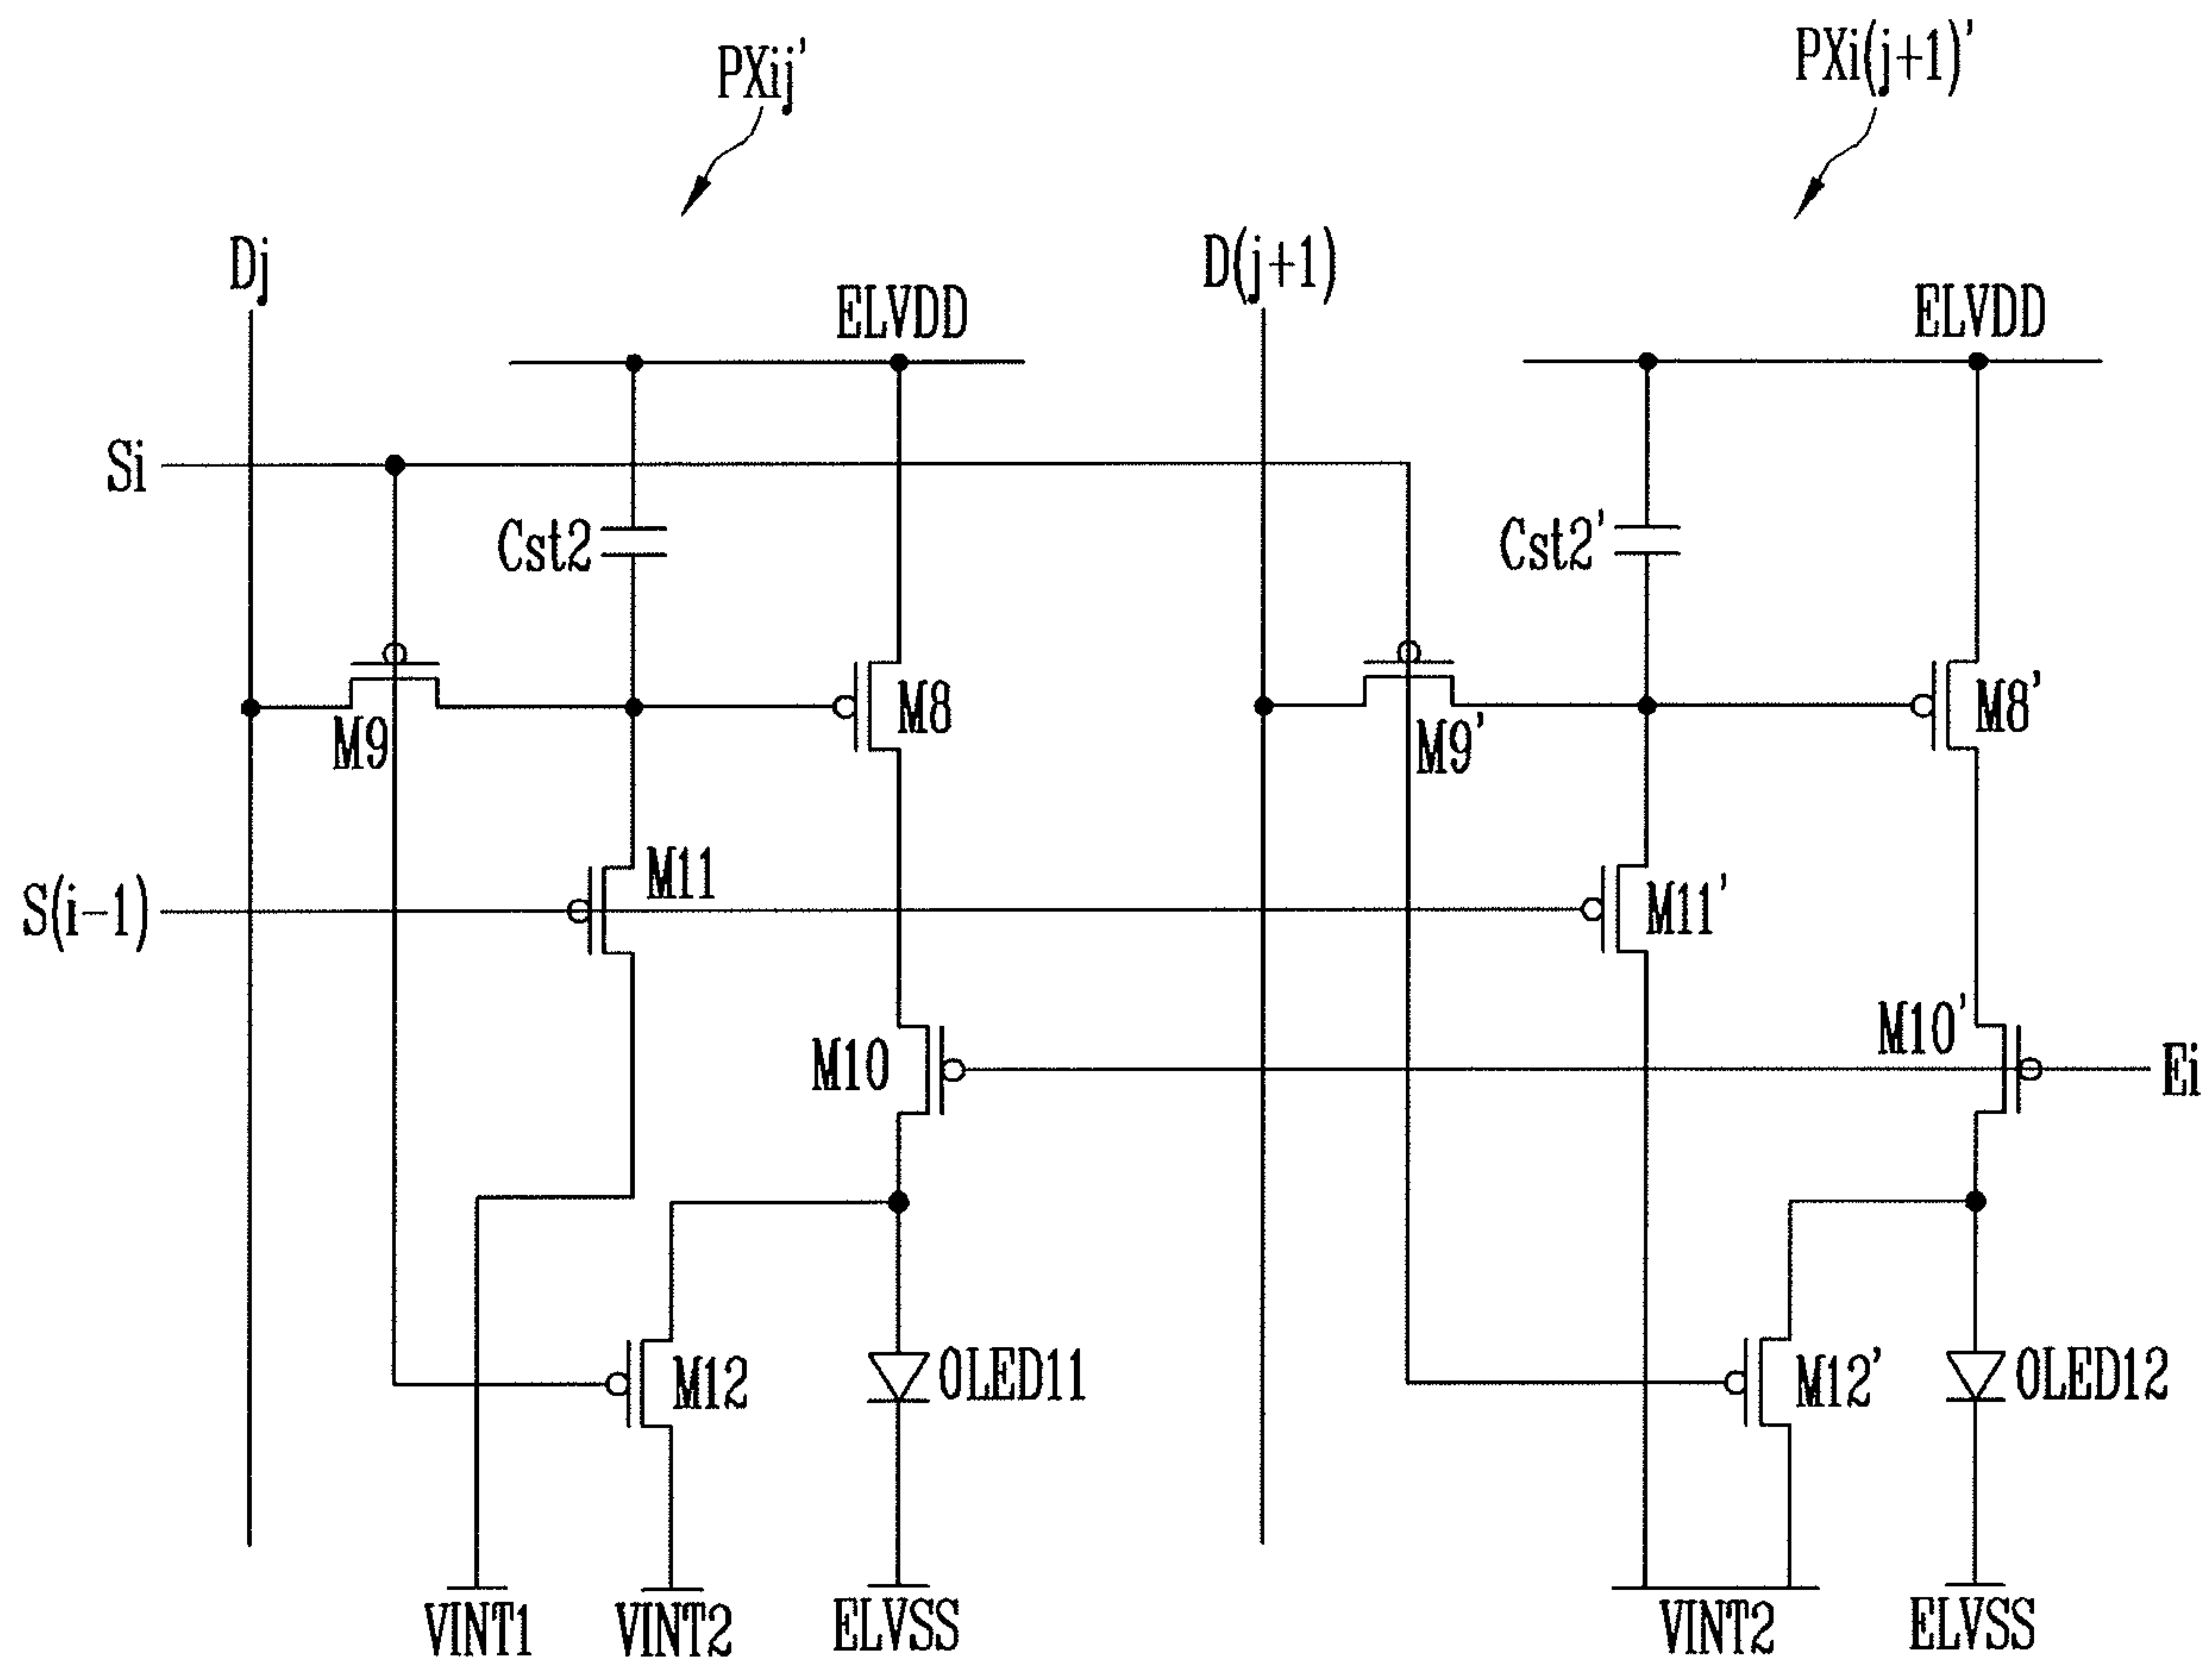 PXij'
PXi(j+1)'
Dj
D(j+1)
ELVDD
ELVDD
Si
Cst2
Cst2'
M9
M8
M9'
M8'
M11
S(i-1)
M11'
M10
M10'
Ei
M12
OLED11
M12'
OLED12
VINT1
VINT2
ELVSS
VINT2
ELVSS